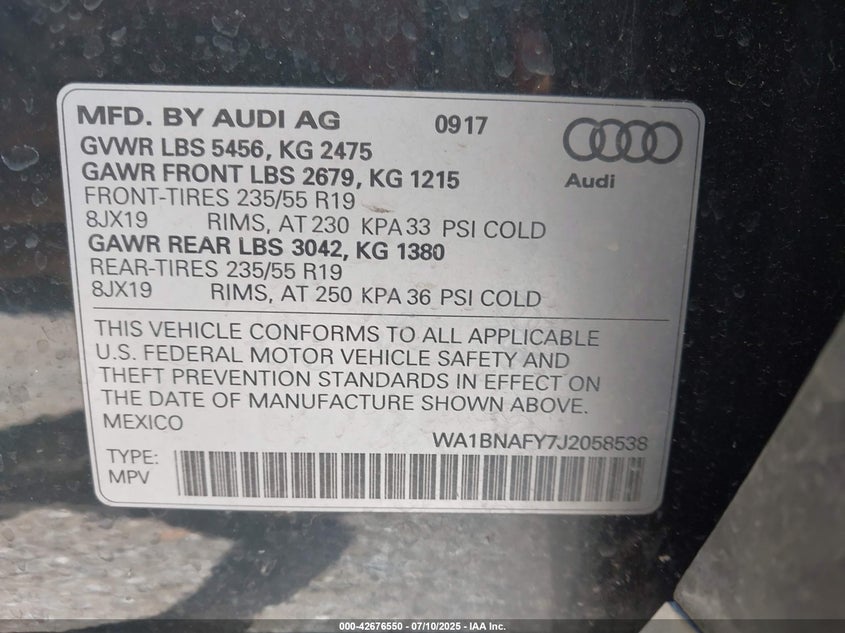 MFD. BY AUDI AG 0917
GVWR LBS 5456, KG 2475
GAWR FRONT LBS 2679, KG 1215
Audi
FRONT-TIRES 235/55 R19
8JX19 RIMS, AT 230 KPA 33 PSI COLD
GAWR REAR LBS 3042, KG 1380
REAR-TIRES 235/55 R19
8JX19 RIMS, AT 250 KPA 36 PSI COLD
THIS VEHICLE CONFORMS TO ALL APPLICABLE
U.S. FEDERAL MOTOR VEHICLE SAFETY AND
THEFT PREVENTION STANDARDS IN EFFECT ON
THE DATE OF MANUFACTURE SHOWN ABOVE.
MEXICO
WA1BNAFY7J2058538
TYPE:
MPV
000-42676550 - 07/10/2025 - IAA Inc.